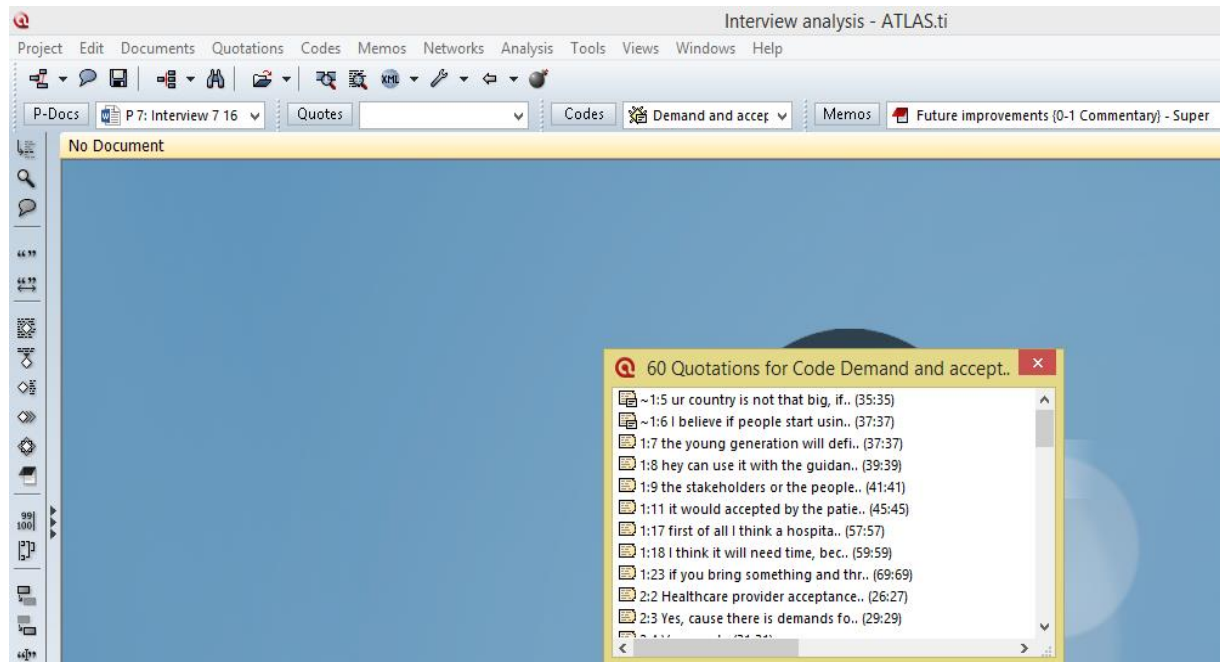 Interview analysis - ATLAS.ti
Project Edit Documents Quotations Codes Memos Networks Analysis Tools Views Windows Help
XML
P-Docs P 7: Interview 7 16 Quotes Codes Demand and accep Memos Future improvements {0-1 Commentary} - Super
No Document
99
100
60 Quotations for Code Demand and accept..
~1:5 ur country is not that big, if.. (35:35)
~1:6 I believe if people start usin.. (37:37)
1:7 the young generation will defi.. (37:37)
1:8 hey can use it with the guidan.. (39:39)
1:9 the stakeholders or the people.. (41:41)
1:11 it would accepted by the patie.. (45:45)
1:17 first of all I think a hospita.. (57:57)
1:18 I think it will need time, bec.. (59:59)
1:23 if you bring something and thr.. (69:69)
2:2 Healthcare provider acceptance.. (26:27)
2:3 Yes, cause there is demands fo.. (29:29)